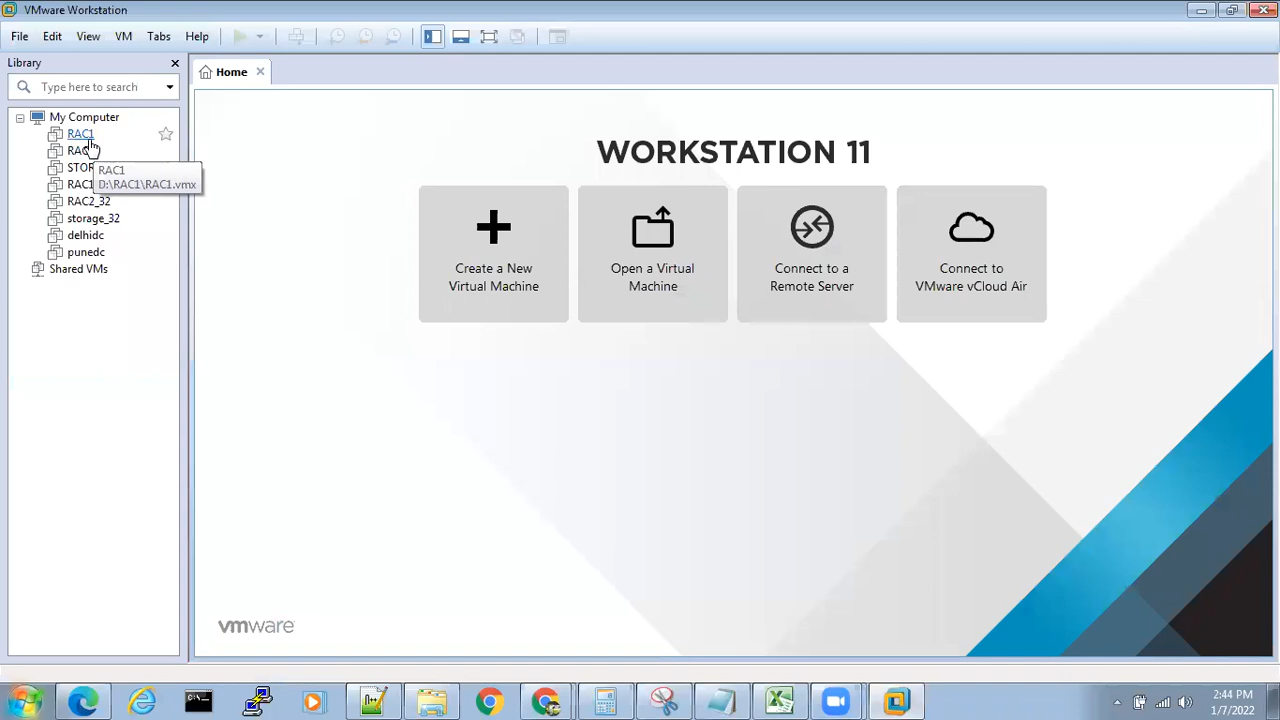 VMware Workstation
File Edit View VM Tabs Help
Library
Type here to search
Home
My Computer
RAC1
RAC1
D:\RAC1\RAC1.vmx
RAC2_32
storage_32
delhidc
punedc
Shared VMs
WORKSTATION 11
Create a New
Virtual Machine
Open a Virtual
Machine
Connect to a
Remote Server
Connect to
VMware vCloud Air
vmware
2:44 PM
1/7/2022